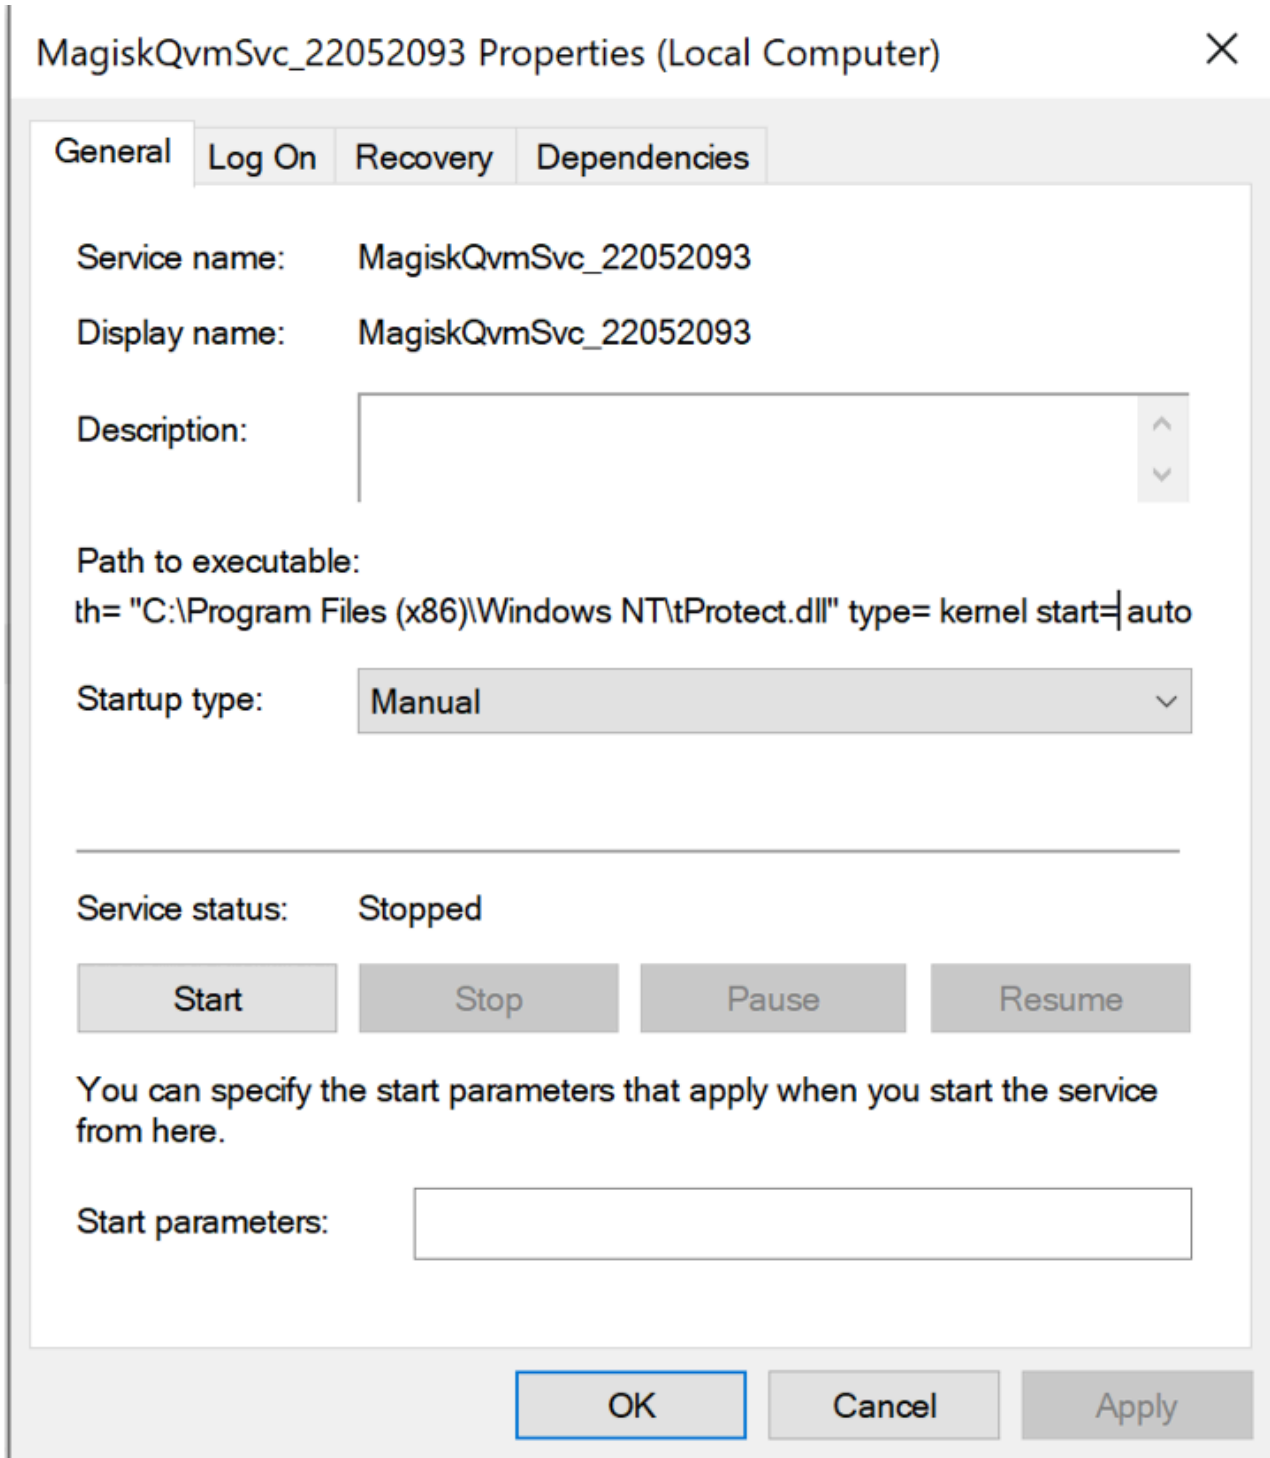 MagiskQvmSvc_22052093 Properties (Local Computer)
General Log On Recovery Dependencies
Service name: MagiskQvmSvc_22052093
Display name: MagiskQvmSvc_22052093
Description:
Path to executable:
th= "C:\Program Files (x86)\Windows NT\tProtect.dll" type= kernel start= auto
Startup type: Manual
Service status: Stopped
Start Stop Pause Resume
You can specify the start parameters that apply when you start the service
from here.
Start parameters:
OK Cancel Apply